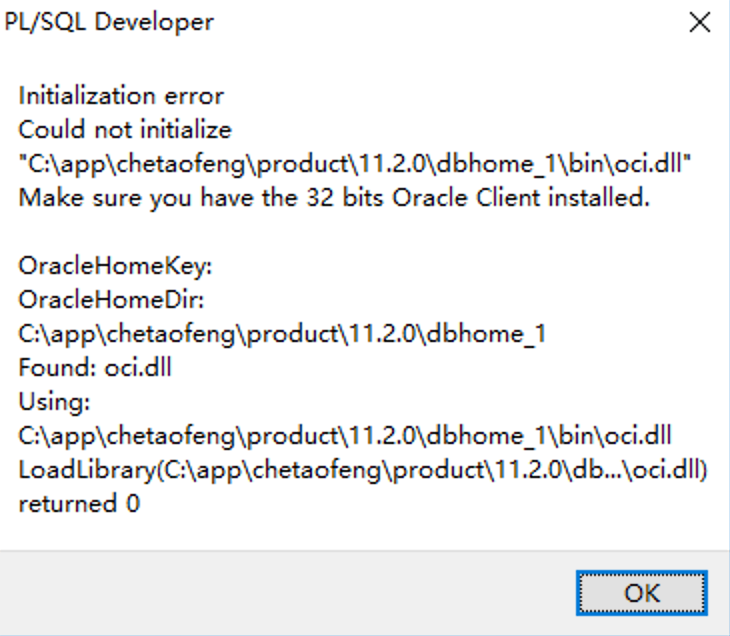 PL/SQL Developer
Initialization error
Could not initialize
"C:\app\chetaofeng\product\11.2.0\dbhome_1\bin\oci.dll"
Make sure you have the 32 bits Oracle Client installed.
OracleHomeKey:
OracleHomeDir:
C:\app\chetaofeng\product\11.2.0\dbhome_1
Found: oci.dll
Using:
C:\app\chetaofeng\product\11.2.0\dbhome_1\bin\oci.dll
LoadLibrary(C:\app\chetaofeng\product\11.2.0\db...\oci.dll)
returned 0
OK